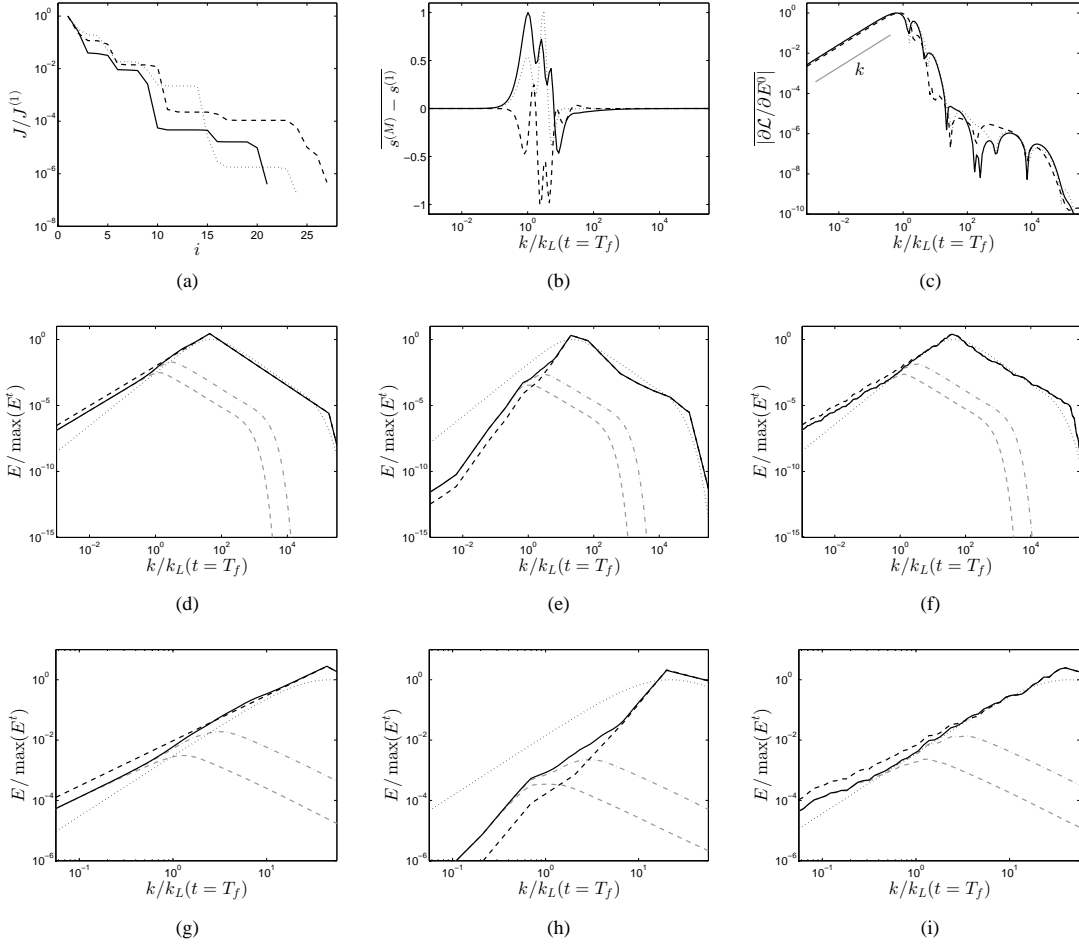 10^0
10^-2
10^-4
10^-6
10^-8
J/J^(1)
0 5 10 15 20 25
i
(a)
1
0.5
0
−0.5
−1
s^(M) − s^(1)
10^-2 10^0 10^2 10^4
k/k_L(t = T_f)
(b)
10^0
10^-2
10^-4
10^-6
10^-8
10^-10
|∂L/∂E^0|
k
10^-2 10^0 10^2 10^4
k/k_L(t = T_f)
(c)
10^0
10^-5
10^-10
10^-15
E/max(E^t)
10^-2 10^0 10^2 10^4
k/k_L(t = T_f)
(d)
10^0
10^-5
10^-10
10^-15
E/max(E^t)
10^-2 10^0 10^2 10^4
k/k_L(t = T_f)
(e)
10^0
10^-5
10^-10
10^-15
E/max(E^t)
10^-2 10^0 10^2 10^4
k/k_L(t = T_f)
(f)
10^0
10^-2
10^-4
10^-6
E/max(E^t)
10^-1 10^0 10^1
k/k_L(t = T_f)
(g)
10^0
10^-2
10^-4
10^-6
E/max(E^t)
10^-1 10^0 10^1
k/k_L(t = T_f)
(h)
10^0
10^-2
10^-4
10^-6
E/max(E^t)
10^-1 10^0 10^1
k/k_L(t = T_f)
(i)